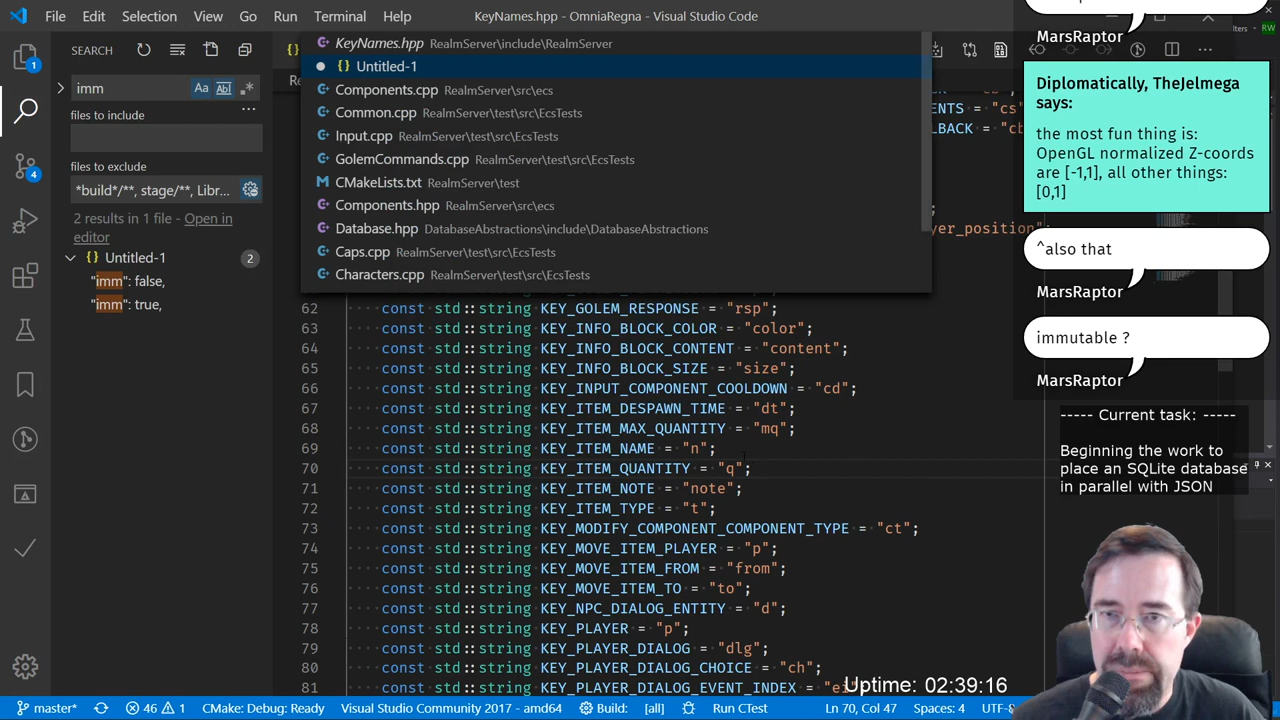 File Edit Selection View Go Run Terminal Help
KeyNames.hpp - OmniaRegna - Visual Studio Code
SEARCH
imm
files to include
files to exclude
*build*/**, stage/**, Libr...
2 results in 1 file - Open in
editor
Untitled-1 2
"imm": false,
"imm": true,
KeyNames.hpp RealmServer\include\RealmServer
Untitled-1
Components.cpp RealmServer\src\ecs
Common.cpp RealmServer\test\src\EcsTests
Input.cpp RealmServer\test\src\EcsTests
GolemCommands.cpp RealmServer\test\src\EcsTests
CMakeLists.txt RealmServer\test
Components.hpp RealmServer\src\ecs
Database.hpp DatabaseAbstractions\include\DatabaseAbstractions
Caps.cpp RealmServer\test\src\EcsTests
Characters.cpp RealmServer\test\src\EcsTests
62 const std::string KEY_GOLEM_RESPONSE = "rsp";
63 const std::string KEY_INFO_BLOCK_COLOR = "color";
64 const std::string KEY_INFO_BLOCK_CONTENT = "content";
65 const std::string KEY_INFO_BLOCK_SIZE = "size";
66 const std::string KEY_INPUT_COMPONENT_COOLDOWN = "cd";
67 const std::string KEY_ITEM_DESPAWN_TIME = "dt";
68 const std::string KEY_ITEM_MAX_QUANTITY = "mq";
69 const std::string KEY_ITEM_NAME = "n";
70 const std::string KEY_ITEM_QUANTITY = "q";
71 const std::string KEY_ITEM_NOTE = "note";
72 const std::string KEY_ITEM_TYPE = "t";
73 const std::string KEY_MODIFY_COMPONENT_COMPONENT_TYPE = "ct";
74 const std::string KEY_MOVE_ITEM_PLAYER = "p";
75 const std::string KEY_MOVE_ITEM_FROM = "from";
76 const std::string KEY_MOVE_ITEM_TO = "to";
77 const std::string KEY_NPC_DIALOG_ENTITY = "d";
78 const std::string KEY_PLAYER = "p";
79 const std::string KEY_PLAYER_DIALOG = "dlg";
80 const std::string KEY_PLAYER_DIALOG_CHOICE = "ch";
81 const std::string KEY_PLAYER_DIALOG_EVENT_INDEX =
MarsRaptor
Diplomatically, TheJelmega
says:
the most fun thing is:
OpenGL normalized Z-coords
are [-1,1], all other things:
[0,1]
^also that
MarsRaptor
immutable ?
MarsRaptor
----- Current task: -----
Beginning the work to
place an SQLite database
in parallel with JSON
Uptime: 02:39:16
master* 46 1 CMake: Debug: Ready Visual Studio Community 2017 - amd64 Build: [all] Run CTest Ln 70, Col 47 Spaces: 4 UTF-8